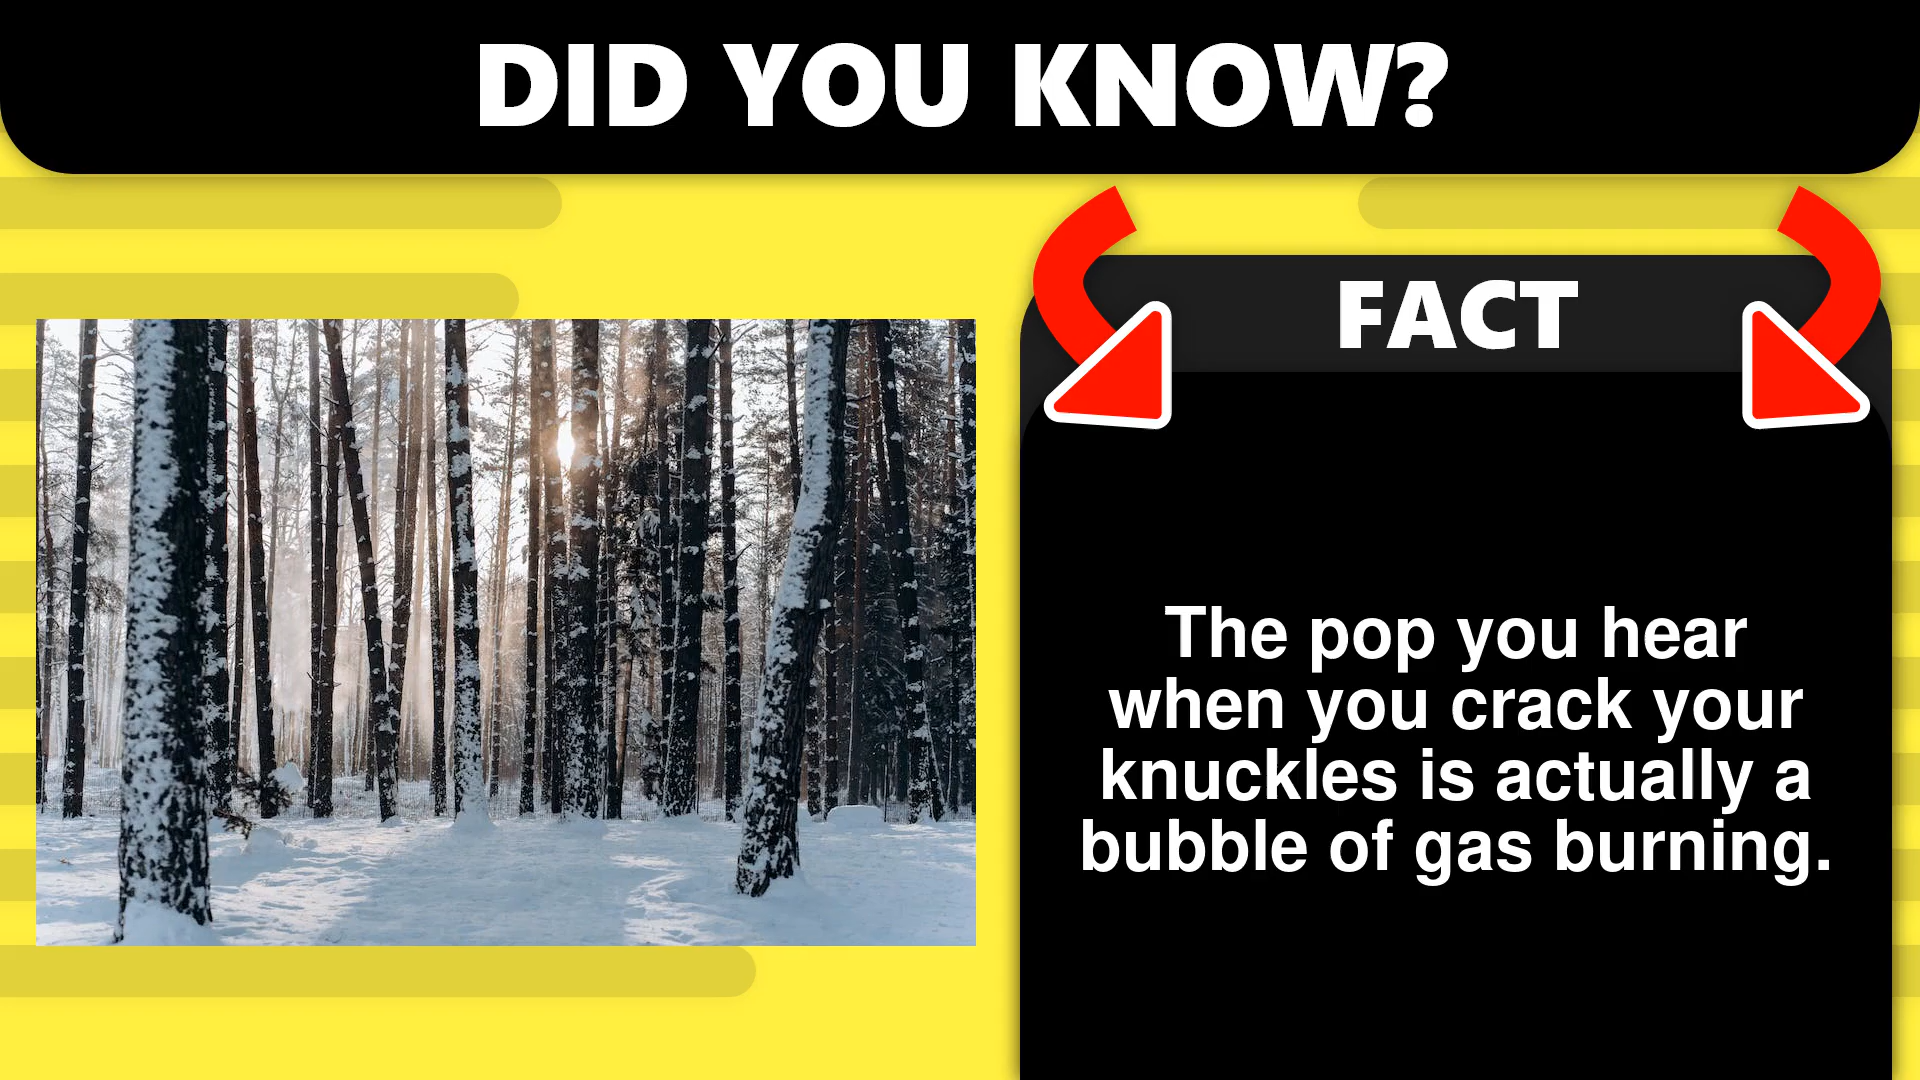 DID YOU KNOW?
FACT
The pop you hear
when you crack your
knuckles is actually a
bubble of gas burning.